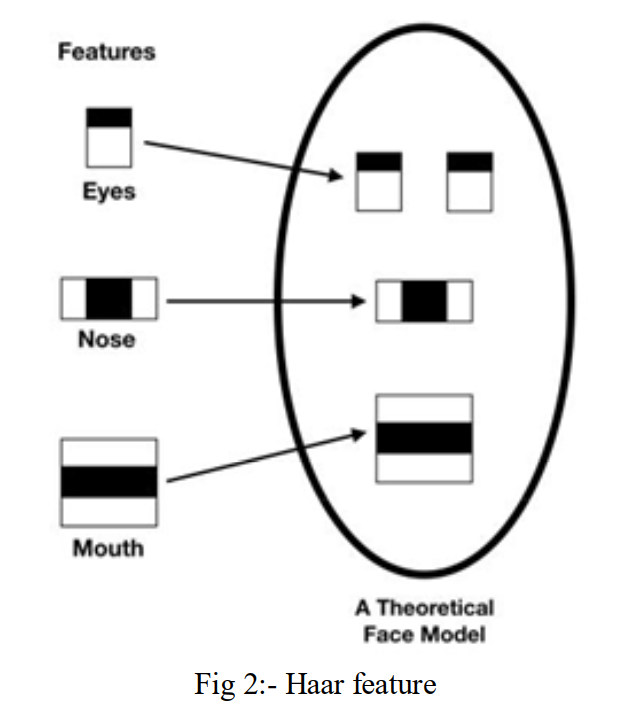 Features
Eyes
Nose
Mouth
A Theoretical
Face Model
Fig 2:- Haar feature